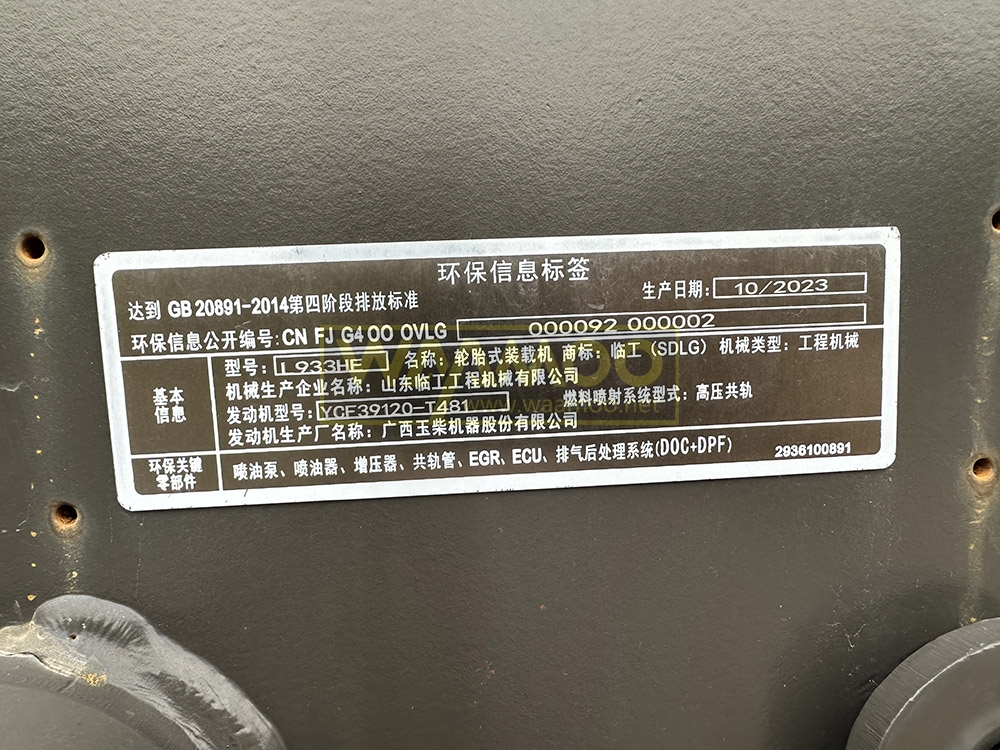 环保信息标签
达到 GB 20891-2014第四阶段排放标准
生产日期: 10/2023
环保信息公开编号: CN FJ G4 00 0VLG 000092 000002
基本信息
型号: L933HE 名称: 轮胎式装载机 商标: 临工 (SDLG) 机械类型: 工程机械
机械生产企业名称: 山东临工工程机械有限公司
发动机型号: YCF39120-T481 燃料喷射系统型式: 高压共轨
发动机生产厂名称: 广西玉柴机器股份有限公司
环保关键零部件
喷油泵、喷油器、增压器、共轨管、EGR、ECU、排气后处理系统(DOC+DPF)
2936100891
WAAMOO
www.waamoo.net